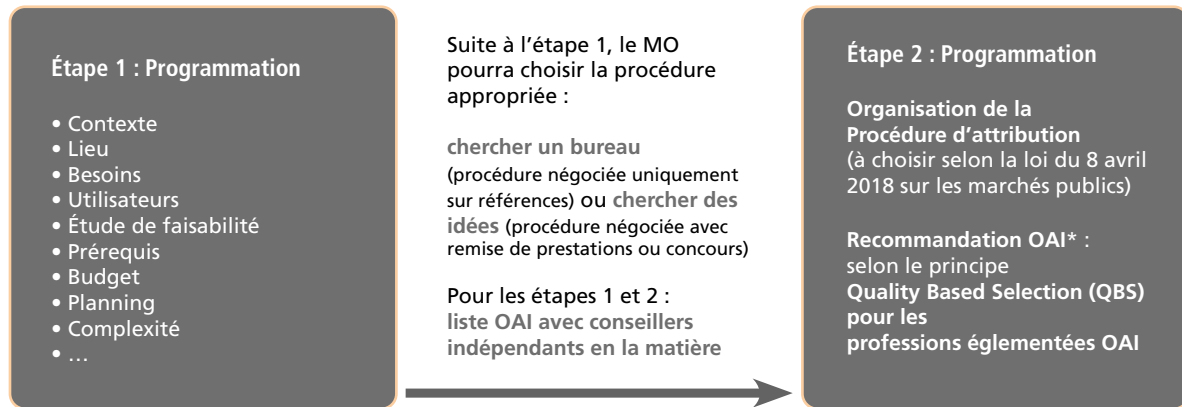 Étape 1 : Programmation
• Contexte
• Lieu
• Besoins
• Utilisateurs
• Étude de faisabilité
• Prérequis
• Budget
• Planning
• Complexité
• …
Suite à l’étape 1, le MO
pourra choisir la procédure
appropriée :
chercher un bureau
(procédure négociée uniquement
sur références) ou chercher des
idées (procédure négociée avec
remise de prestations ou concours)
Pour les étapes 1 et 2 :
liste OAI avec conseillers
indépendants en la matière
Étape 2 : Programmation
Organisation de la
Procédure d’attribution
(à choisir selon la loi du 8 avril
2018 sur les marchés publics)
Recommandation OAI* :
selon le principe
Quality Based Selection (QBS)
pour les
professions églementées OAI